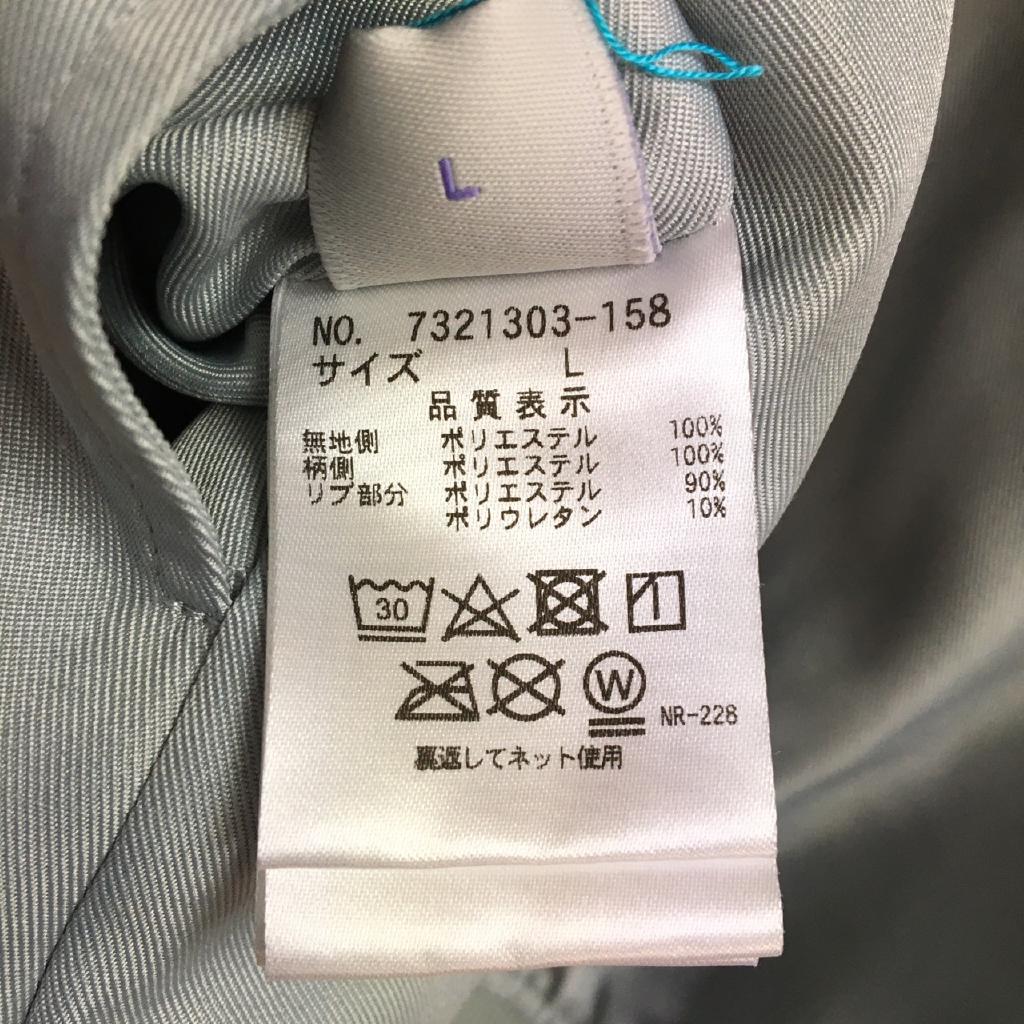 L
NO. 7321303-158
サイズ L
品質表示
無地側 ポリエステル 100%
柄側 ポリエステル 100%
リブ部分 ポリエステル 90%
ポリウレタン 10%
30
W
NR-228
裏返してネット使用